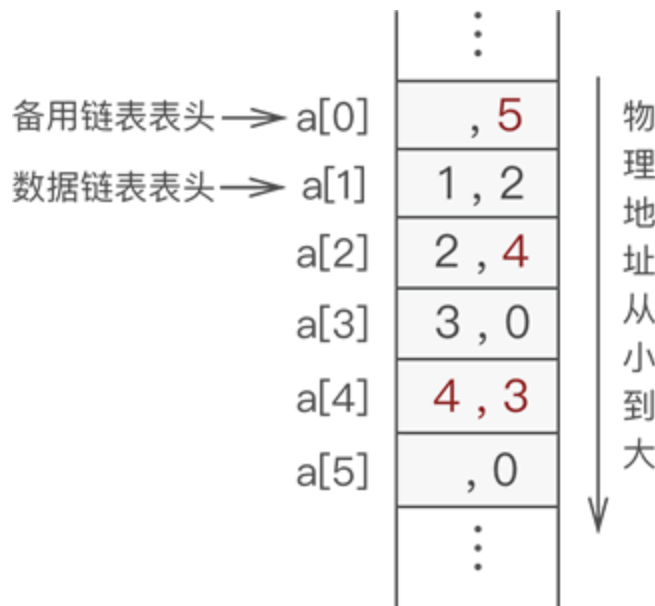 备用链表表头 a[0] , 5
数据链表表头 a[1] 1 , 2
a[2] 2 , 4
a[3] 3 , 0
a[4] 4 , 3
a[5] , 0
物理地址从小到大